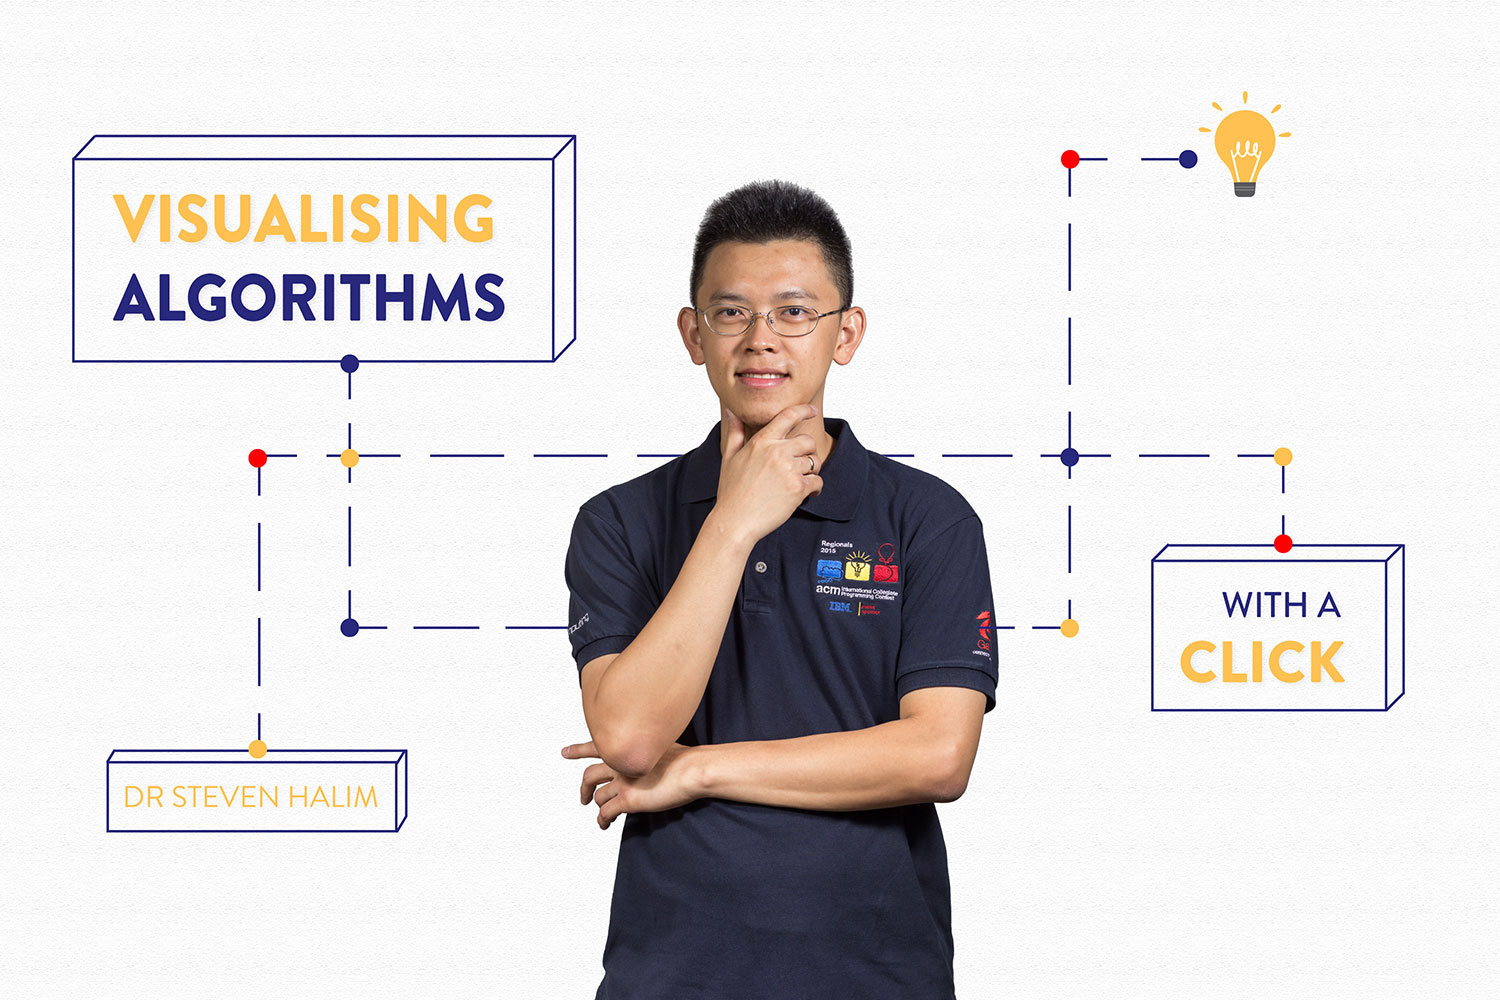 VISUALISING
ALGORITHMS
DR STEVEN HALIM
WITH A
CLICK
Regionals
2015
acm International Collegiate
Programming Contest
IBM